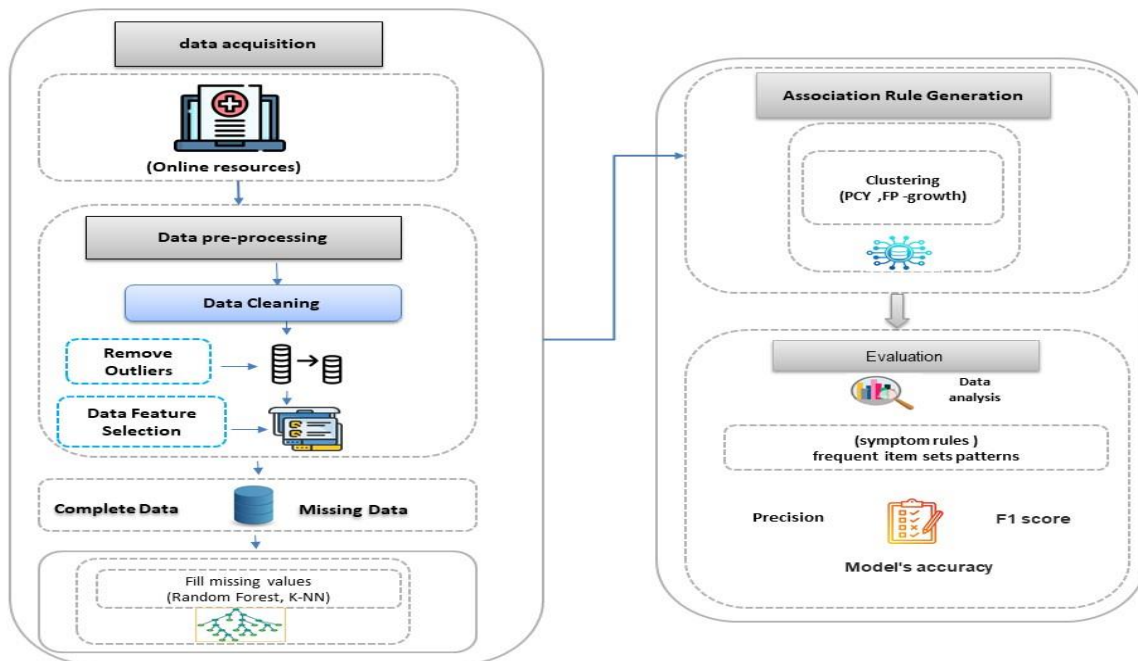 data acquisition
(Online resources)
Data pre-processing
Data Cleaning
Remove
Outliers
Data Feature
Selection
Complete Data
Missing Data
Fill missing values
(Random Forest, K-NN)
Association Rule Generation
Clustering
(PCY ,FP -growth)
Evaluation
Data
analysis
(symptom rules )
frequent item sets patterns
Precision
F1 score
Model's accuracy